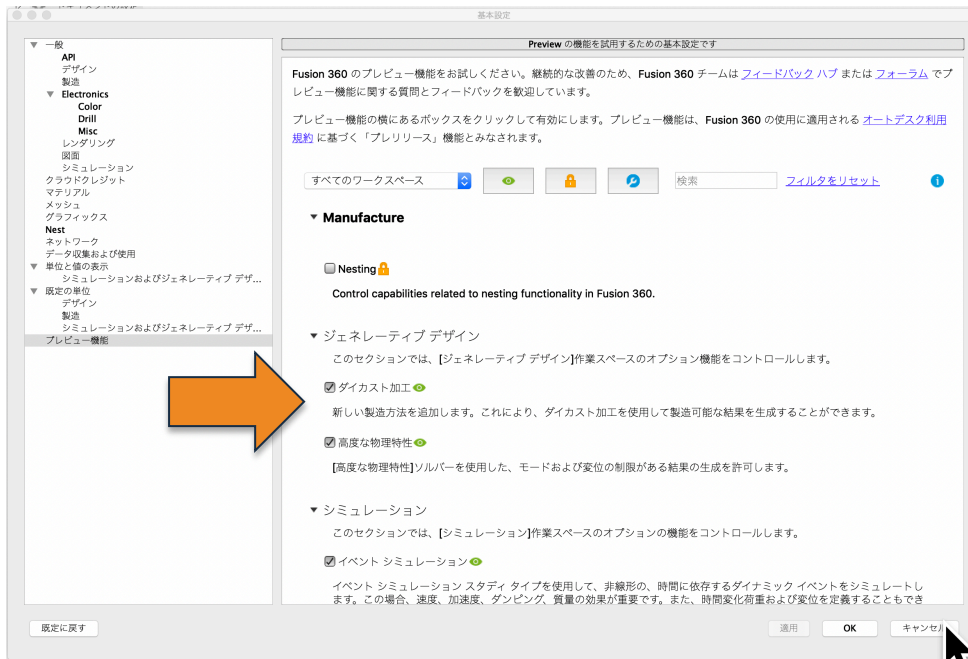 基本設定
一般
API
デザイン
製造
Electronics
Color
Drill
Misc
レンダリング
図面
シミュレーション
クラウドクレジット
マテリアル
メッシュ
グラフィックス
Nest
ネットワーク
データ収集および使用
単位と値の表示
シミュレーションおよびジェネレーティブ デザ...
既定の単位
デザイン
製造
シミュレーションおよびジェネレーティブ デザ...
プレビュー機能
Preview の機能を試用するための基本設定です
Fusion 360 のプレビュー機能をお試しください。継続的な改善のため、Fusion 360 チームは フィードバック ハブ または フォーラム でプ
レビュー機能に関する質問とフィードバックを歓迎しています。
プレビュー機能の横にあるボックスをクリックして有効にします。プレビュー機能は、Fusion 360 の使用に適用される オートデスク利用
規約 に基づく「プレリリース」機能とみなされます。
すべてのワークスペース 検索 フィルタをリセット
Manufacture
Nesting
Control capabilities related to nesting functionality in Fusion 360.
ジェネレーティブ デザイン
このセクションでは、[ジェネレーティブ デザイン]作業スペースのオプション機能をコントロールします。
ダイカスト加工
新しい製造方法を追加します。これにより、ダイカスト加工を使用して製造可能な結果を生成することができます。
高度な物理特性
[高度な物理特性]ソルバーを使用した、モードおよび変位の制限がある結果の生成を許可します。
シミュレーション
このセクションでは、[シミュレーション]作業スペースのオプションの機能をコントロールします。
イベント シミュレーション
イベント シミュレーション スタディ タイプを使用して、非線形の、時間に依存するダイナミック イベントをシミュレートし
ます。この場合、速度、加速度、ダンピング、質量の効果が重要です。また、時間変化荷重および変位を定義することもでき
既定に戻す 適用 OK キャンセル